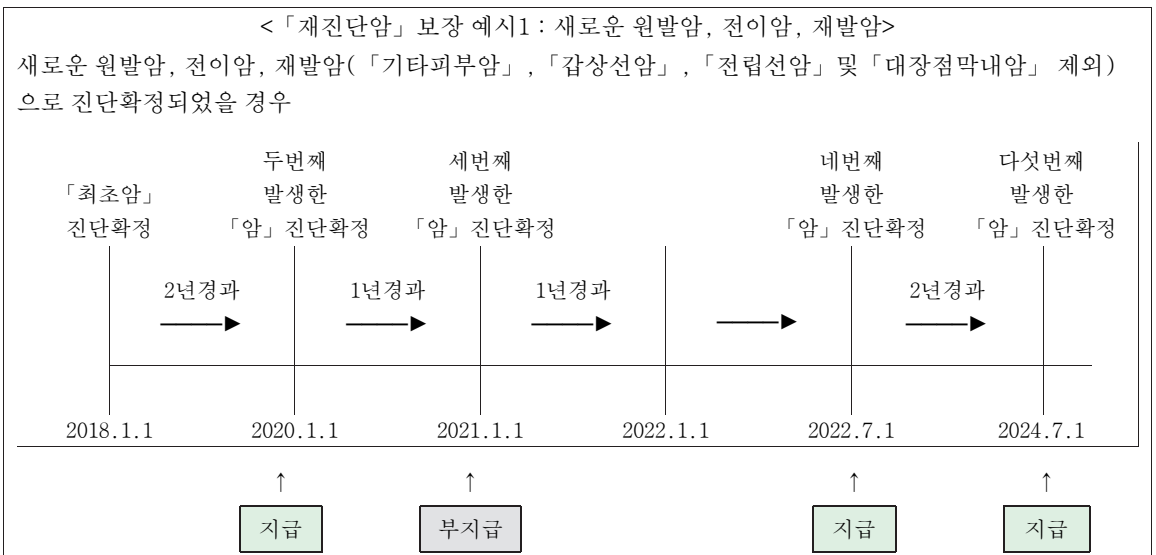 <「재진단암」보장 예시1 : 새로운 원발암, 전이암, 재발암>
새로운 원발암, 전이암, 재발암(「기타피부암」,「갑상선암」,「전립선암」및「대장점막내암」 제외)
으로 진단확정되었을 경우
「최초암」
진단확정
두번째
발생한
「암」진단확정
세번째
발생한
「암」진단확정
네번째
발생한
「암」진단확정
다섯번째
발생한
「암」진단확정
2년경과
1년경과
1년경과
2년경과
2018.1.1
2020.1.1
2021.1.1
2022.1.1
2022.7.1
2024.7.1
↑
↑
↑
↑
지급
부지급
지급
지급